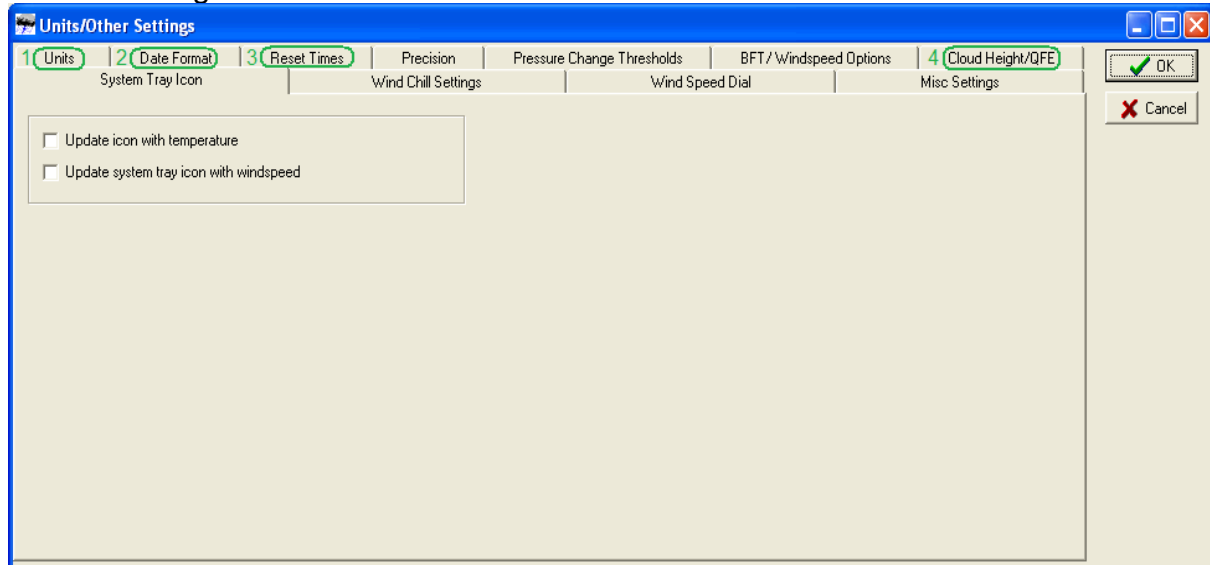 Units/Other Settings
1 Units 2 Date Format 3 Reset Times Precision Pressure Change Thresholds BFT / Windspeed Options 4 Cloud Height/QFE
System Tray Icon Wind Chill Settings Wind Speed Dial Misc Settings
OK
Cancel
Update icon with temperature
Update system tray icon with windspeed